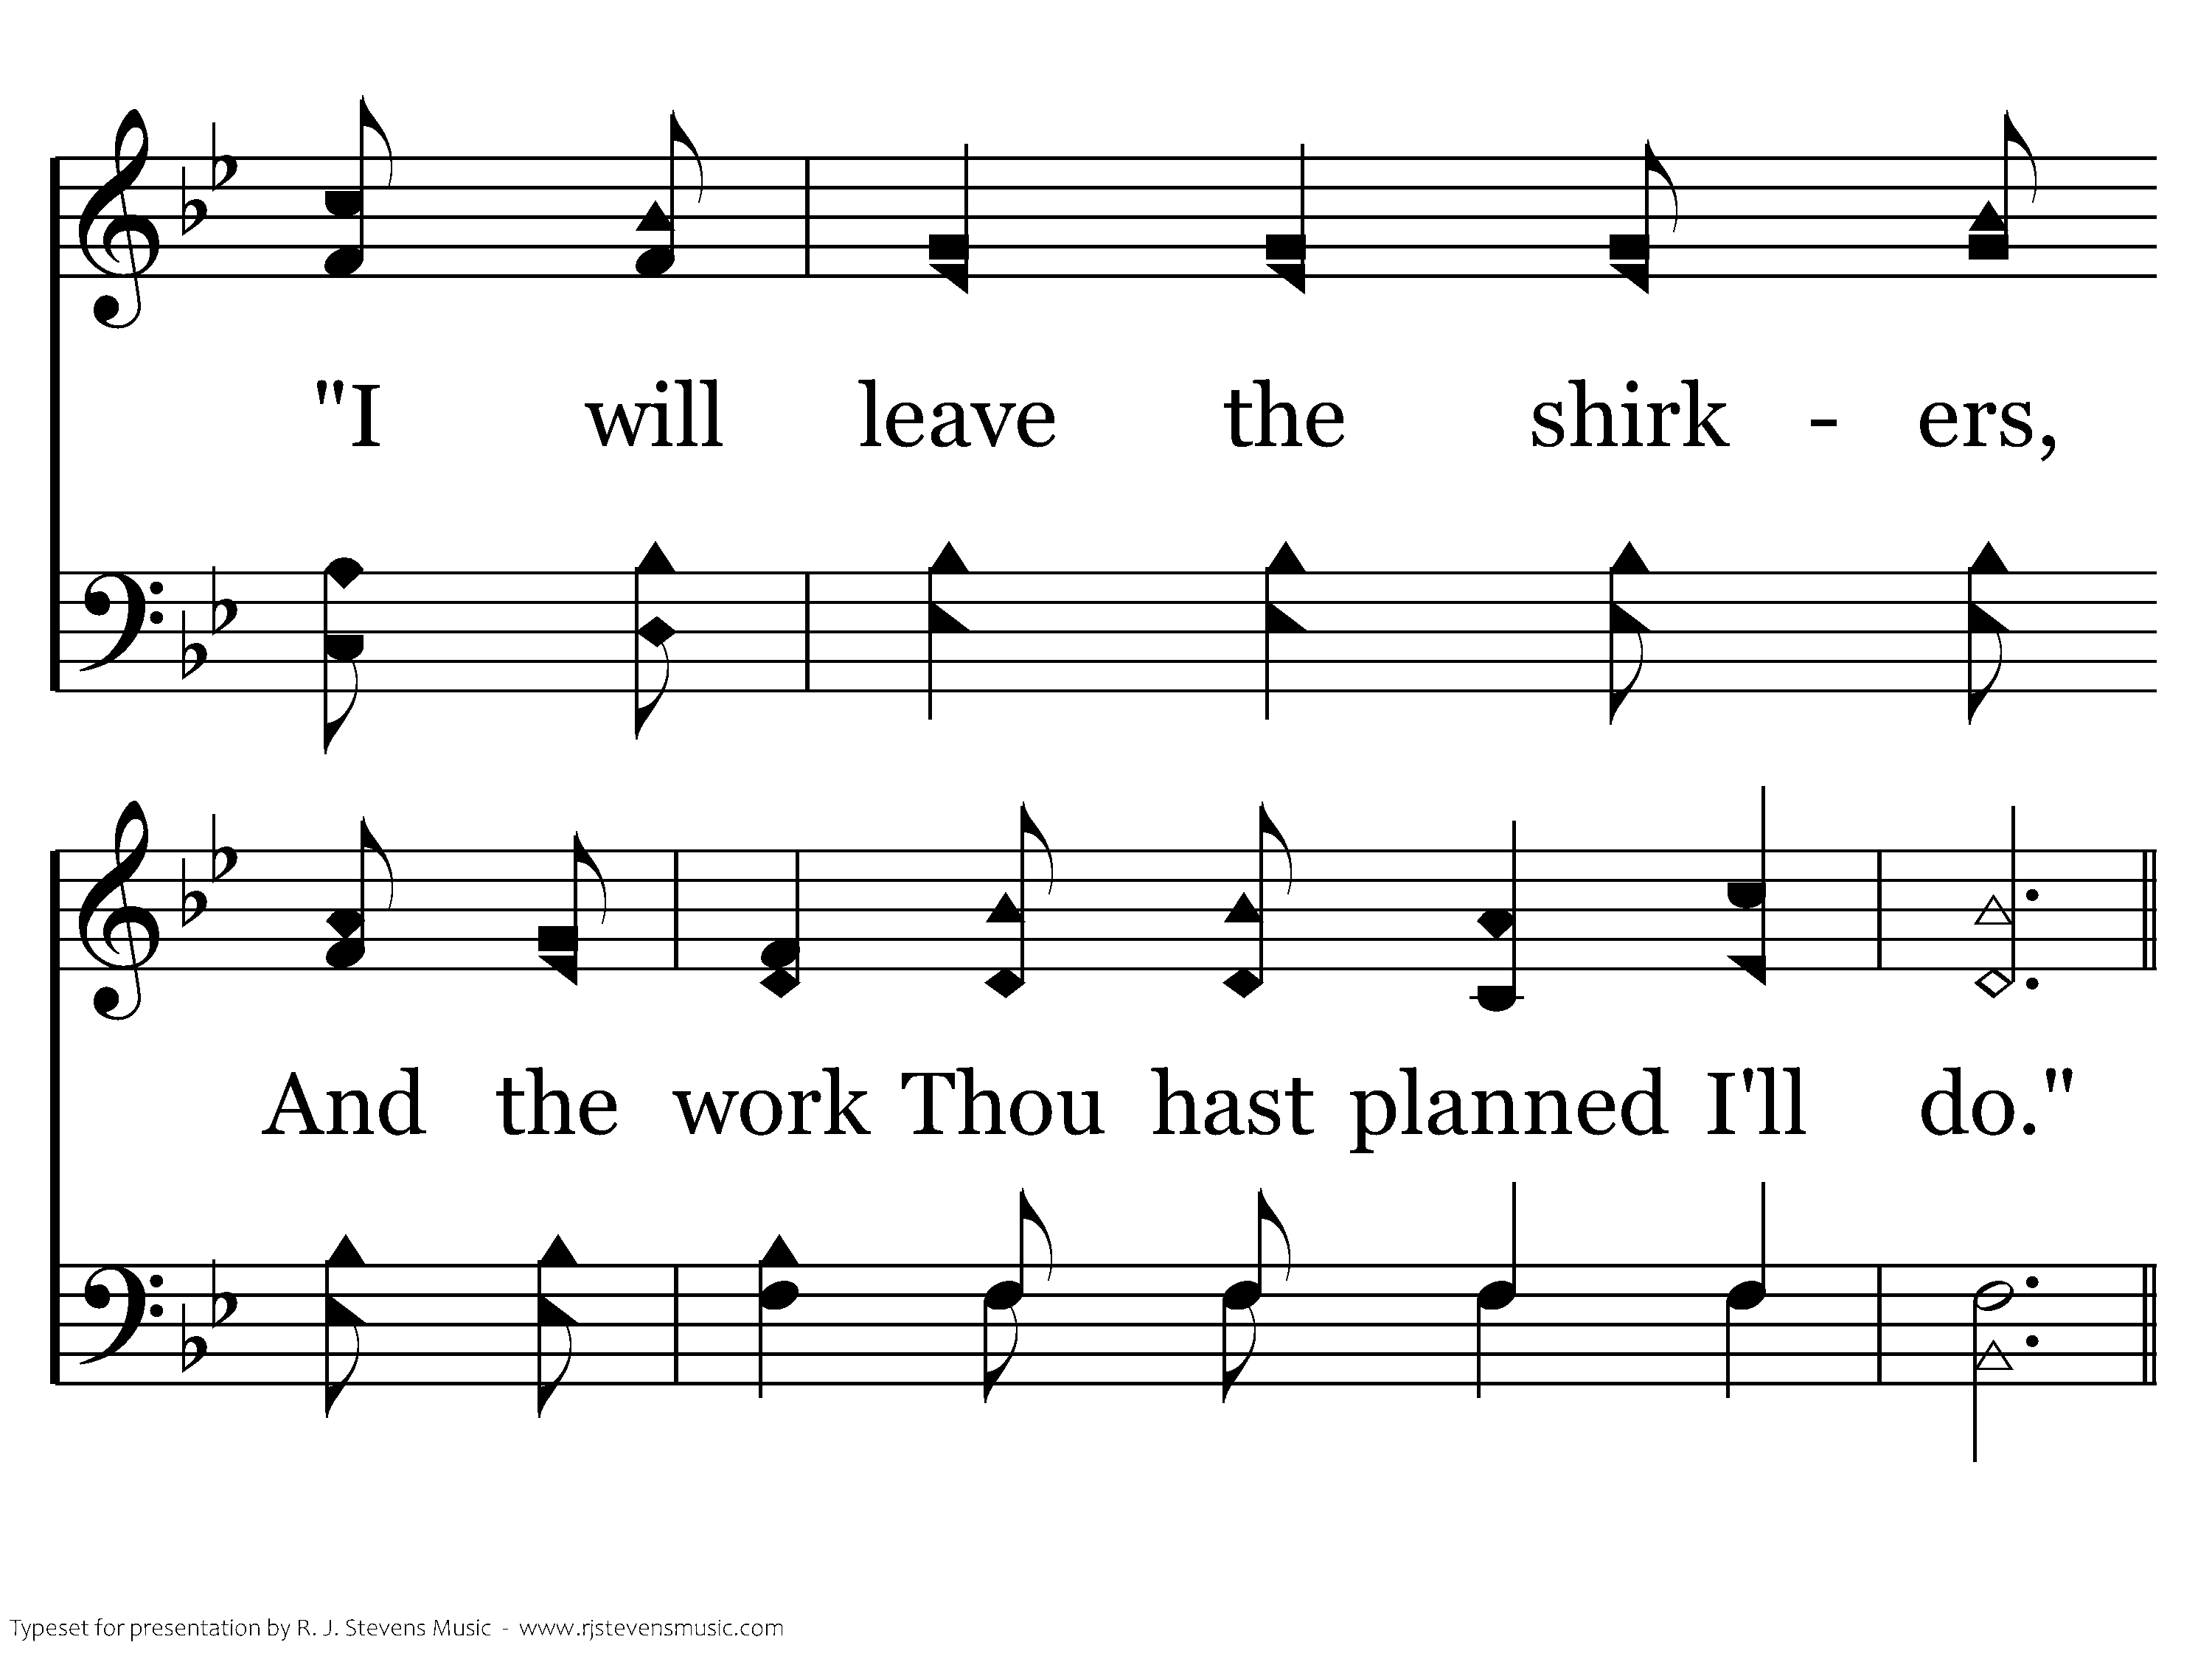 "I will leave the shirk - ers,
And the work Thou hast planned I'll do."
Typeset for presentation by R. J. Stevens Music - www.rjstevensmusic.com